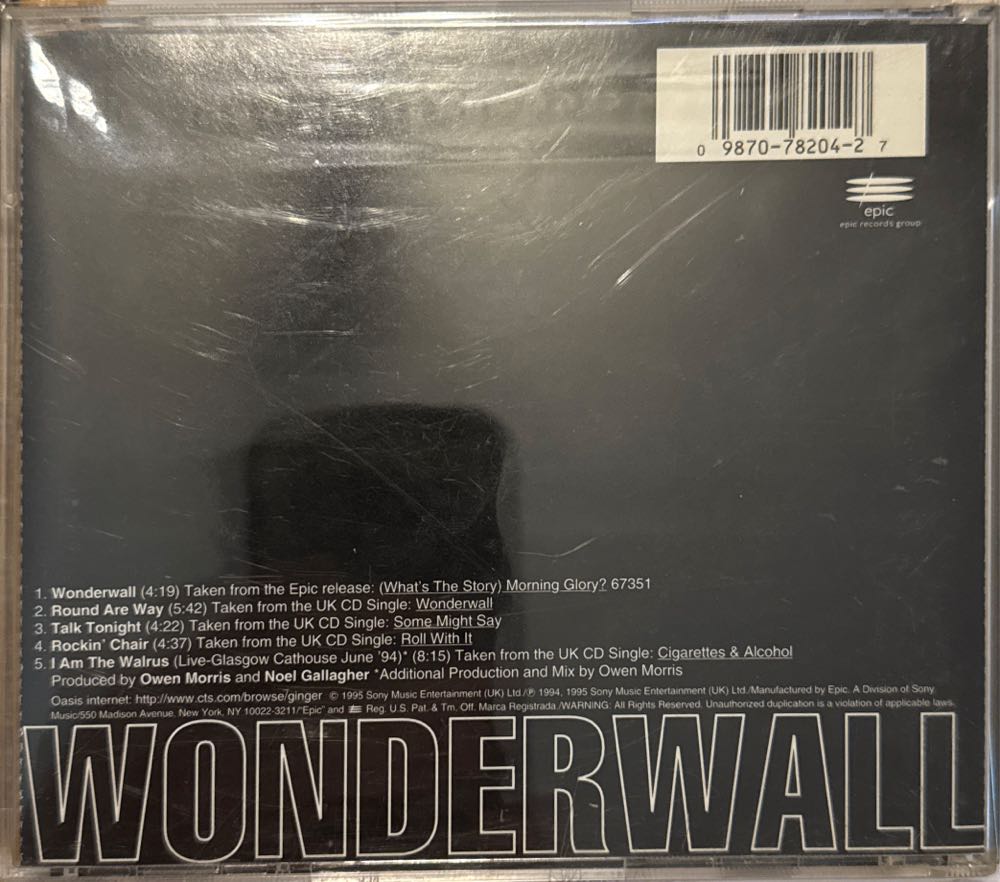 0 9870-78204-2 7
epic
epic records group
1. Wonderwall (4:19) Taken from the Epic release: (What's The Story) Morning Glory? 67351
2. Round Are Way (5:42) Taken from the UK CD Single: Wonderwall
3. Talk Tonight (4:22) Taken from the UK CD Single: Some Might Say
4. Rockin' Chair (4:37) Taken from the UK CD Single: Roll With It
5. I Am The Walrus (Live-Glasgow Cathouse June '94)* (8:15) Taken from the UK CD Single: Cigarettes & Alcohol
Produced by Owen Morris and Noel Gallagher *Additional Production and Mix by Owen Morris
Oasis internet: http://www.cts.com/browse/ginger © 1995 Sony Music Entertainment (UK) Ltd./℗ 1994, 1995 Sony Music Entertainment (UK) Ltd./Manufactured by Epic. A Division of Sony
Music/550 Madison Avenue, New York, NY 10022-3211/"Epic" and Reg. U.S. Pat. & Tm. Off. Marca Registrada./WARNING: All Rights Reserved. Unauthorized duplication is a violation of applicable laws.
WONDERWALL